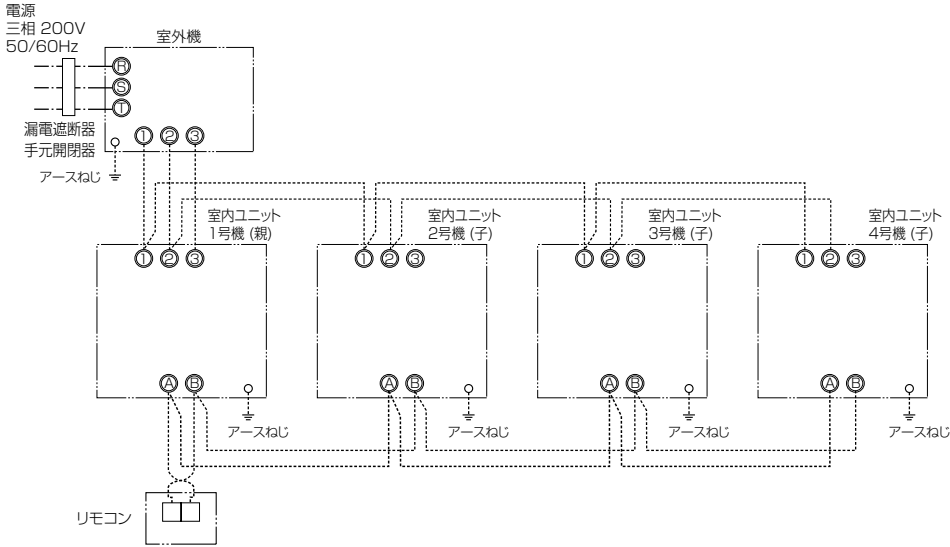 電源
三相 200V
50/60Hz
室外機
R
S
T
漏電遮断器
手元開閉器
1 2 3
アースねじ
室内ユニット
1号機 (親)
室内ユニット
2号機 (子)
室内ユニット
3号機 (子)
室内ユニット
4号機 (子)
1 2 3
1 2 3
1 2 3
1 2 3
A B
A B
A B
A B
アースねじ
アースねじ
アースねじ
アースねじ
リモコン